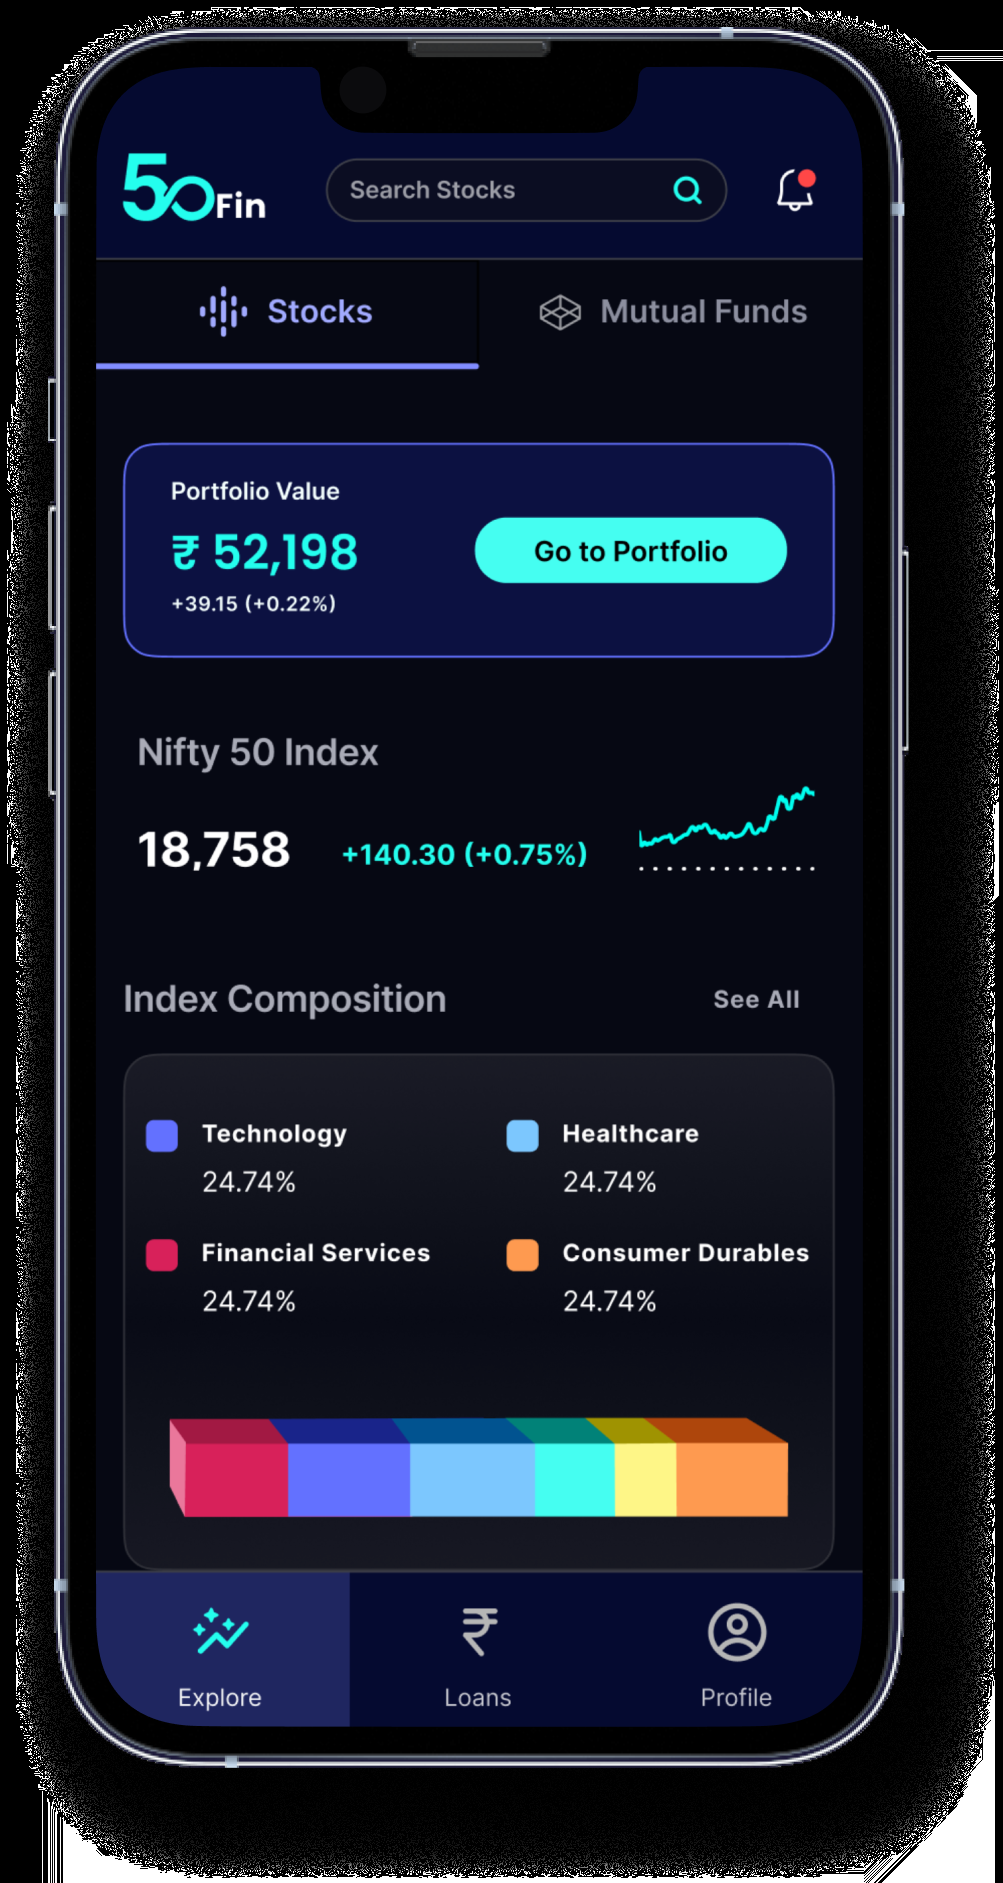 50Fin
Search Stocks
Stocks
Mutual Funds
Portfolio Value
₹ 52,198
Go to Portfolio
+39.15 (+0.22%)
Nifty 50 Index
18,758
+140.30 (+0.75%)
Index Composition
See All
Technology
Healthcare
24.74%
24.74%
Financial Services
Consumer Durables
24.74%
24.74%
Explore
Loans
Profile